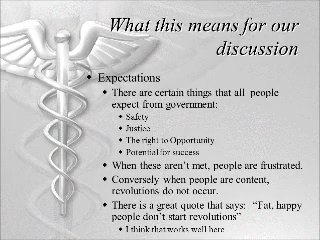 What this means for our
discussion
Expectations
There are certain things that all people
expect from government:
Safety
Justice
The right to Opportunity
Potential for success
When these aren't met, people are frustrated.
Conversely when people are content,
revolutions do not occur.
There is a great quote that says: "Fat, happy
people don't start revolutions"
I think that works well here